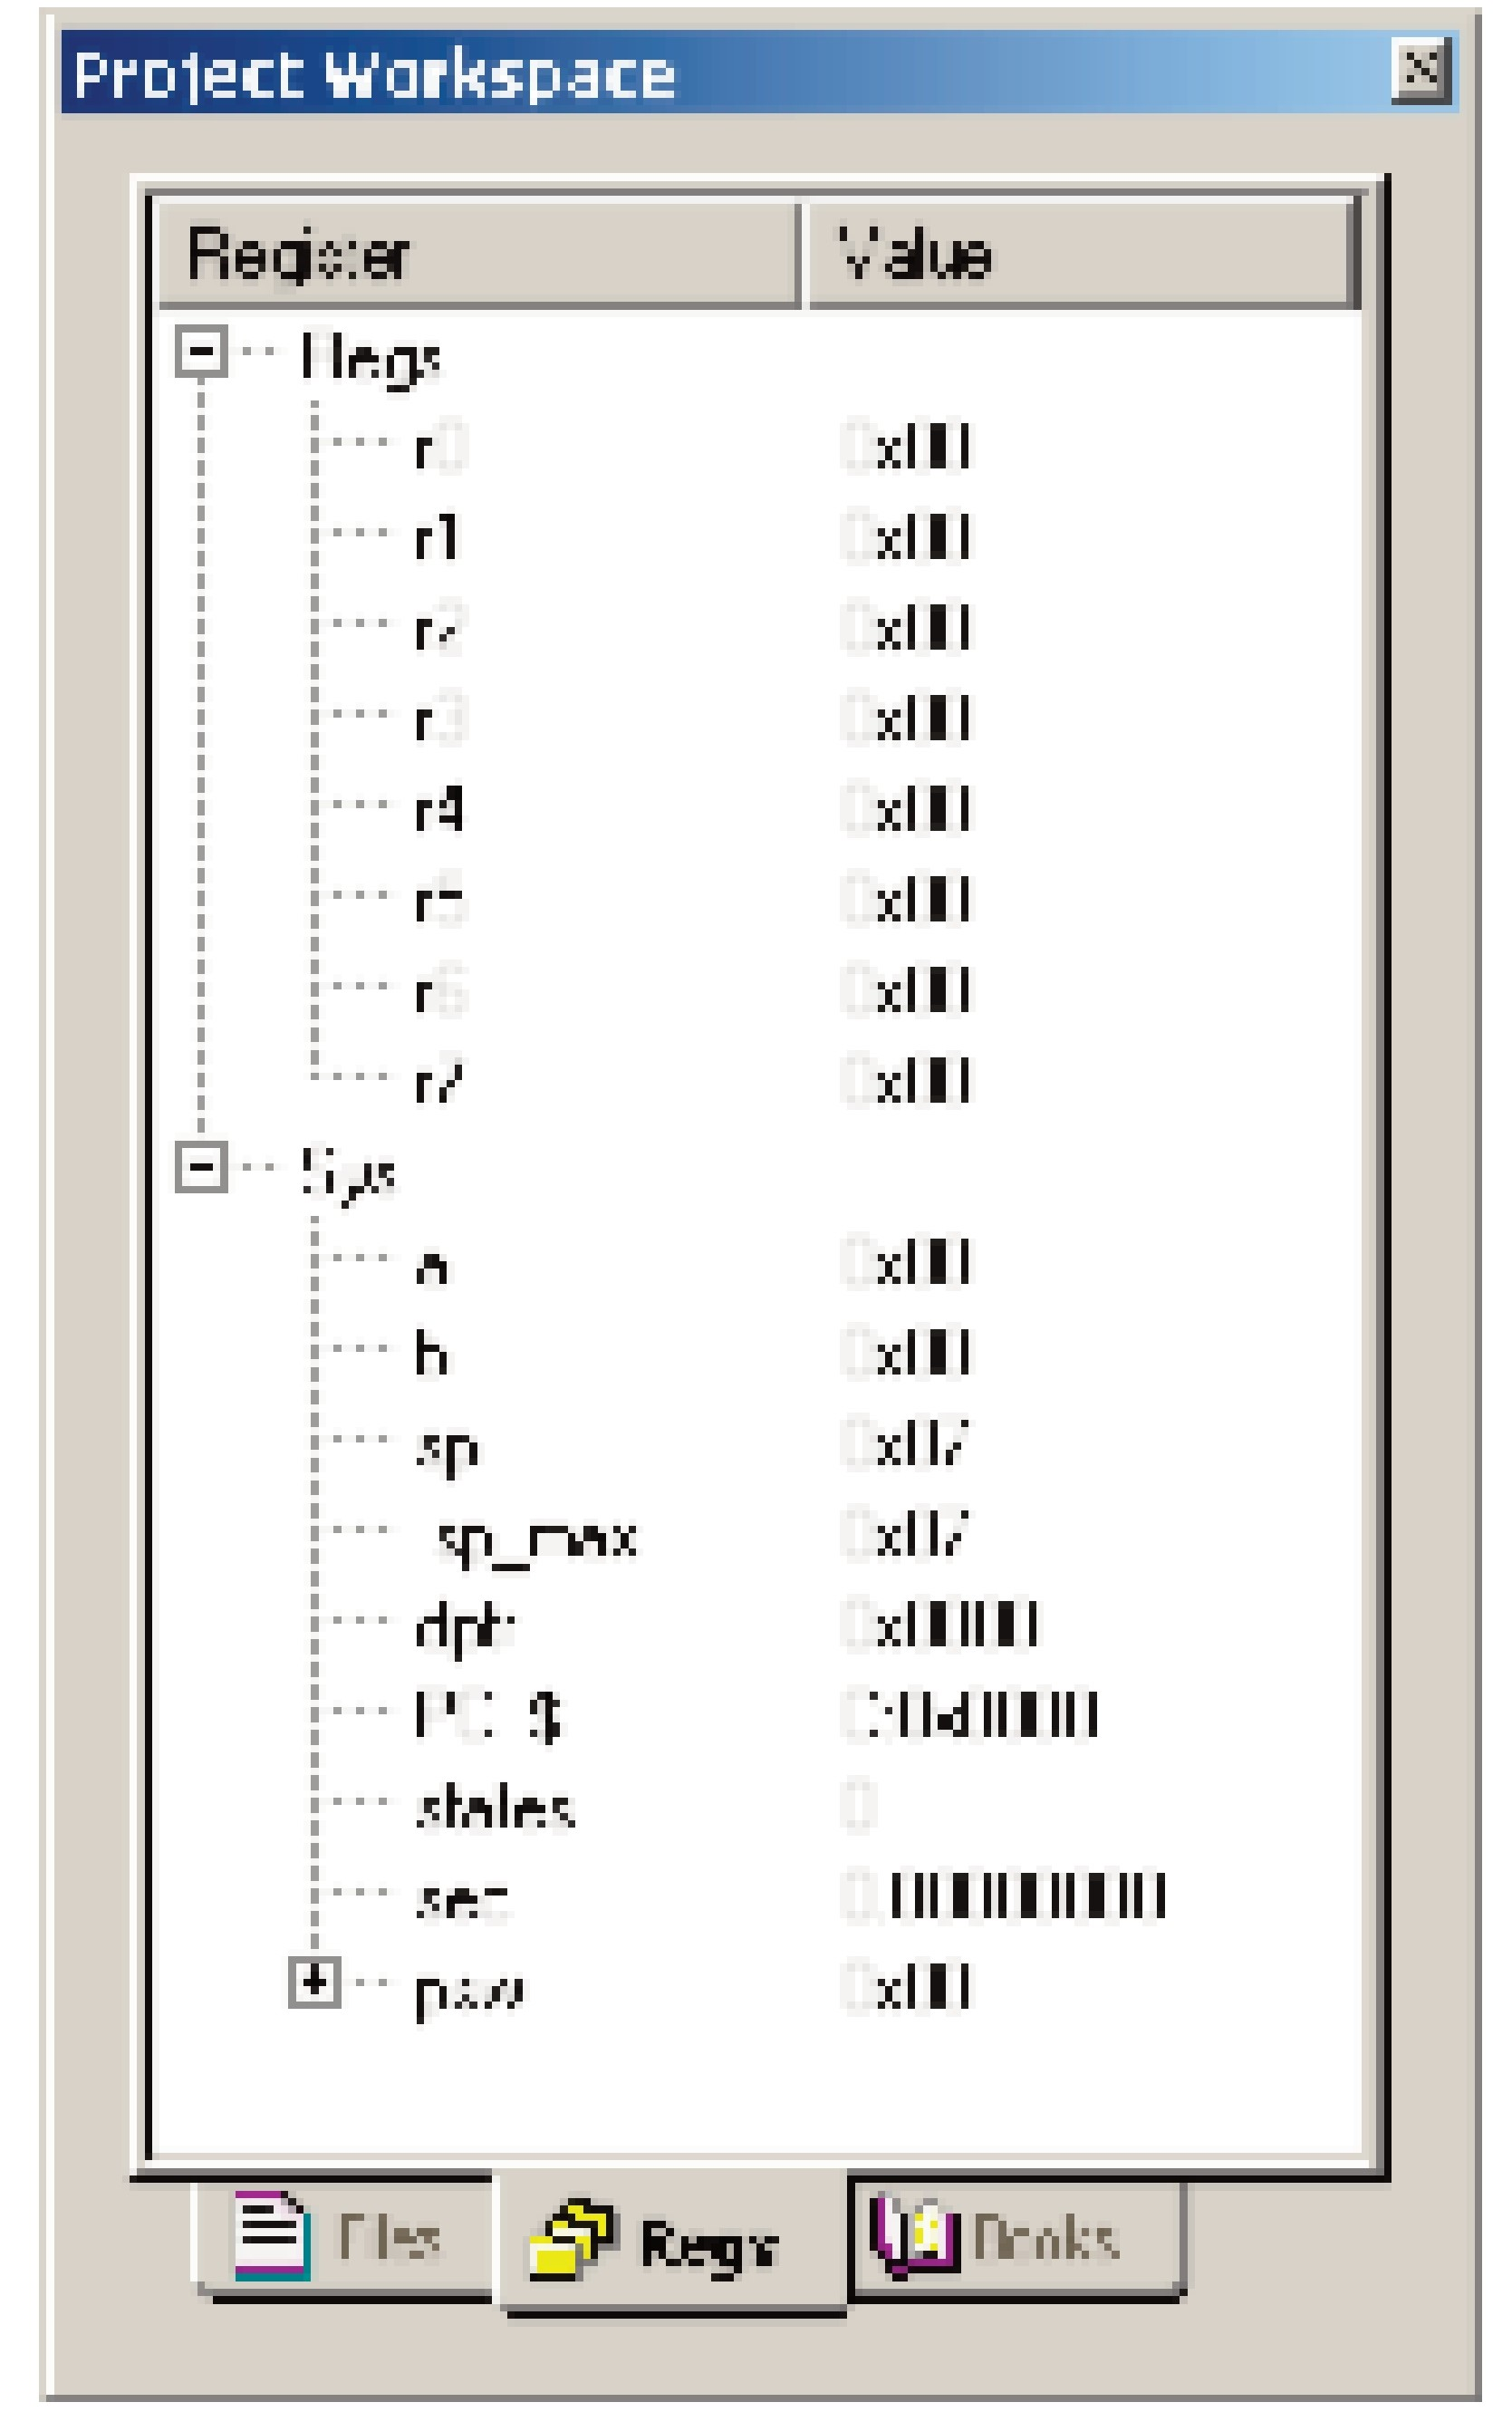 Project Workspace
Register Value
Regs
r0 0x00
r1 0x00
r2 0x00
r3 0x00
r4 0x00
r5 0x00
r6 0x00
r7 0x00
Sys
a 0x00
b 0x00
sp 0x07
sp_max 0x07
dptr 0x0000
PC $
states 0
sec 0.00000000
psw 0x00
Files Regs Books